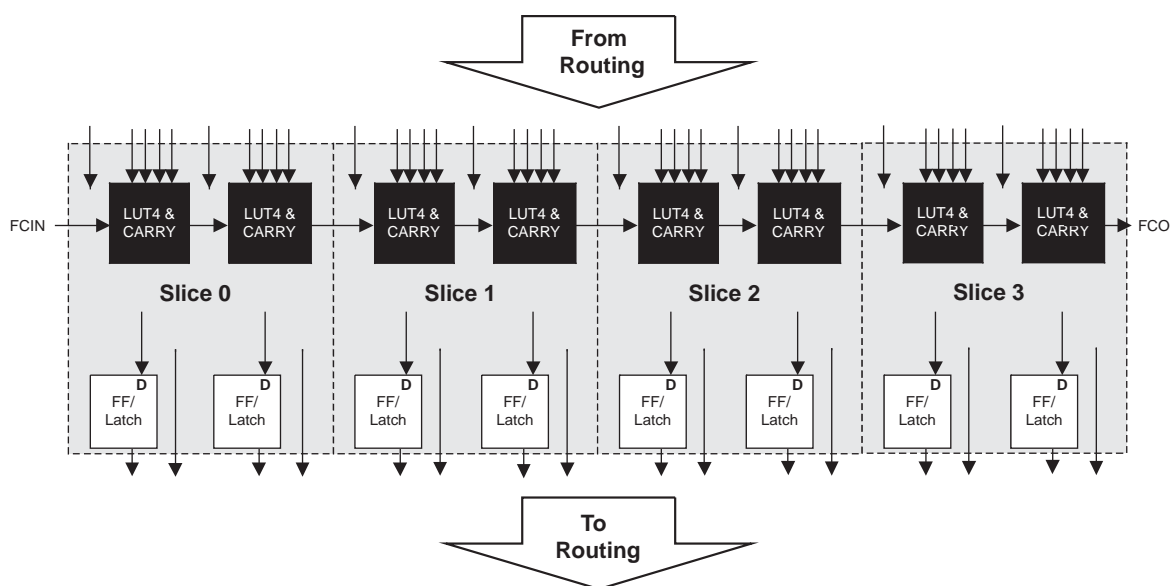 From
Routing
FCIN
LUT4 &
CARRY
LUT4 &
CARRY
LUT4 &
CARRY
LUT4 &
CARRY
LUT4 &
CARRY
LUT4 &
CARRY
LUT4 &
CARRY
LUT4 &
CARRY
FCO
Slice 0
Slice 1
Slice 2
Slice 3
D
FF/
Latch
D
FF/
Latch
D
FF/
Latch
D
FF/
Latch
D
FF/
Latch
D
FF/
Latch
D
FF/
Latch
D
FF/
Latch
To
Routing